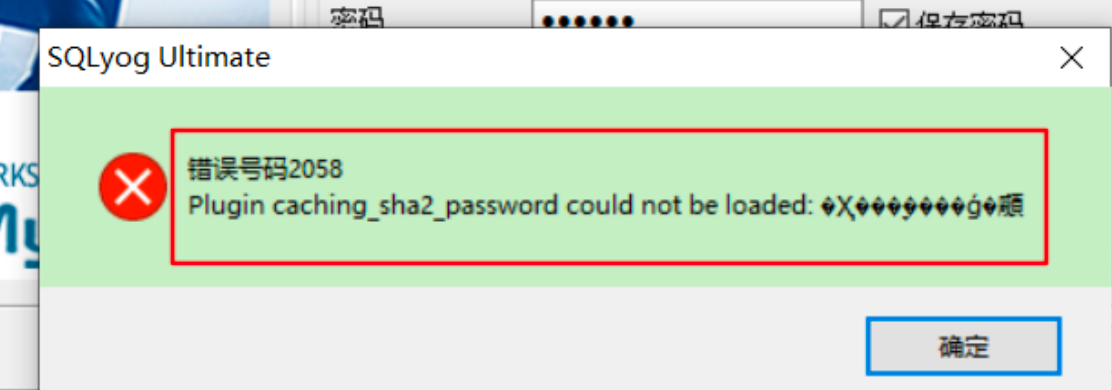 密码
保存密码
SQLyog Ultimate
RKS
My
错误号码2058
Plugin caching_sha2_password could not be loaded: �Ҳ����ָ����ģ�顣
确定